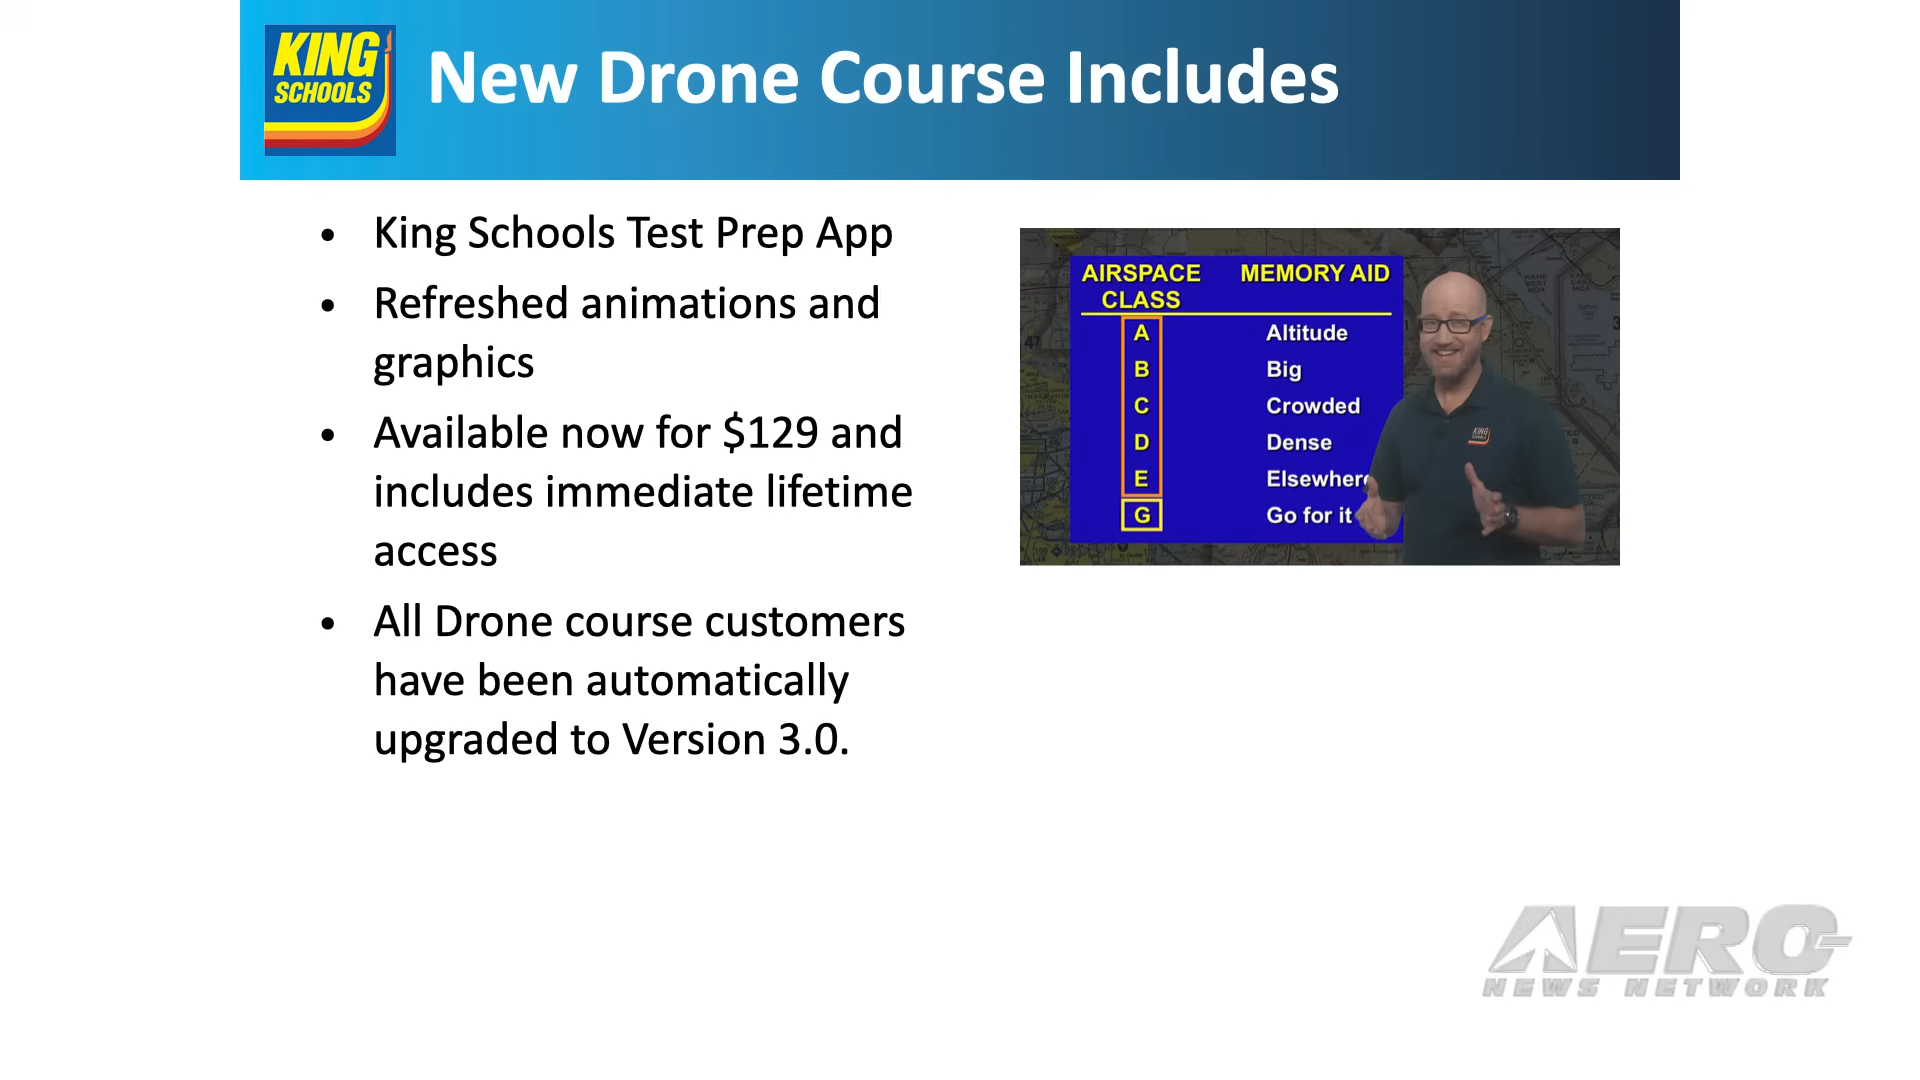 KING
SCHOOLS
New Drone Course Includes
• King Schools Test Prep App
• Refreshed animations and
graphics
• Available now for $129 and
includes immediate lifetime
access
• All Drone course customers
have been automatically
upgraded to Version 3.0.
AIRSPACE MEMORY AID
CLASS
A Altitude
B Big
C Crowded
D Dense
E Elsewhere
G Go for it
KING
SCHOOLS
AERO
NEWS NETWORK